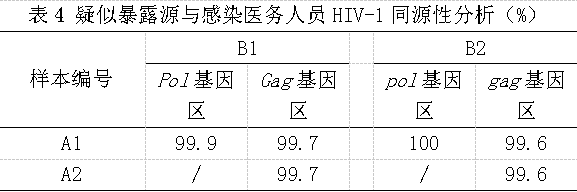 表4 疑似暴露源与感染医务人员HIV-1同源性分析（%）
样本编号 B1 B2
Pol基因区 Gag基因区 pol基因区 gag基因区
A1 99.9 99.7 100 99.6
A2 / 99.7 / 99.6